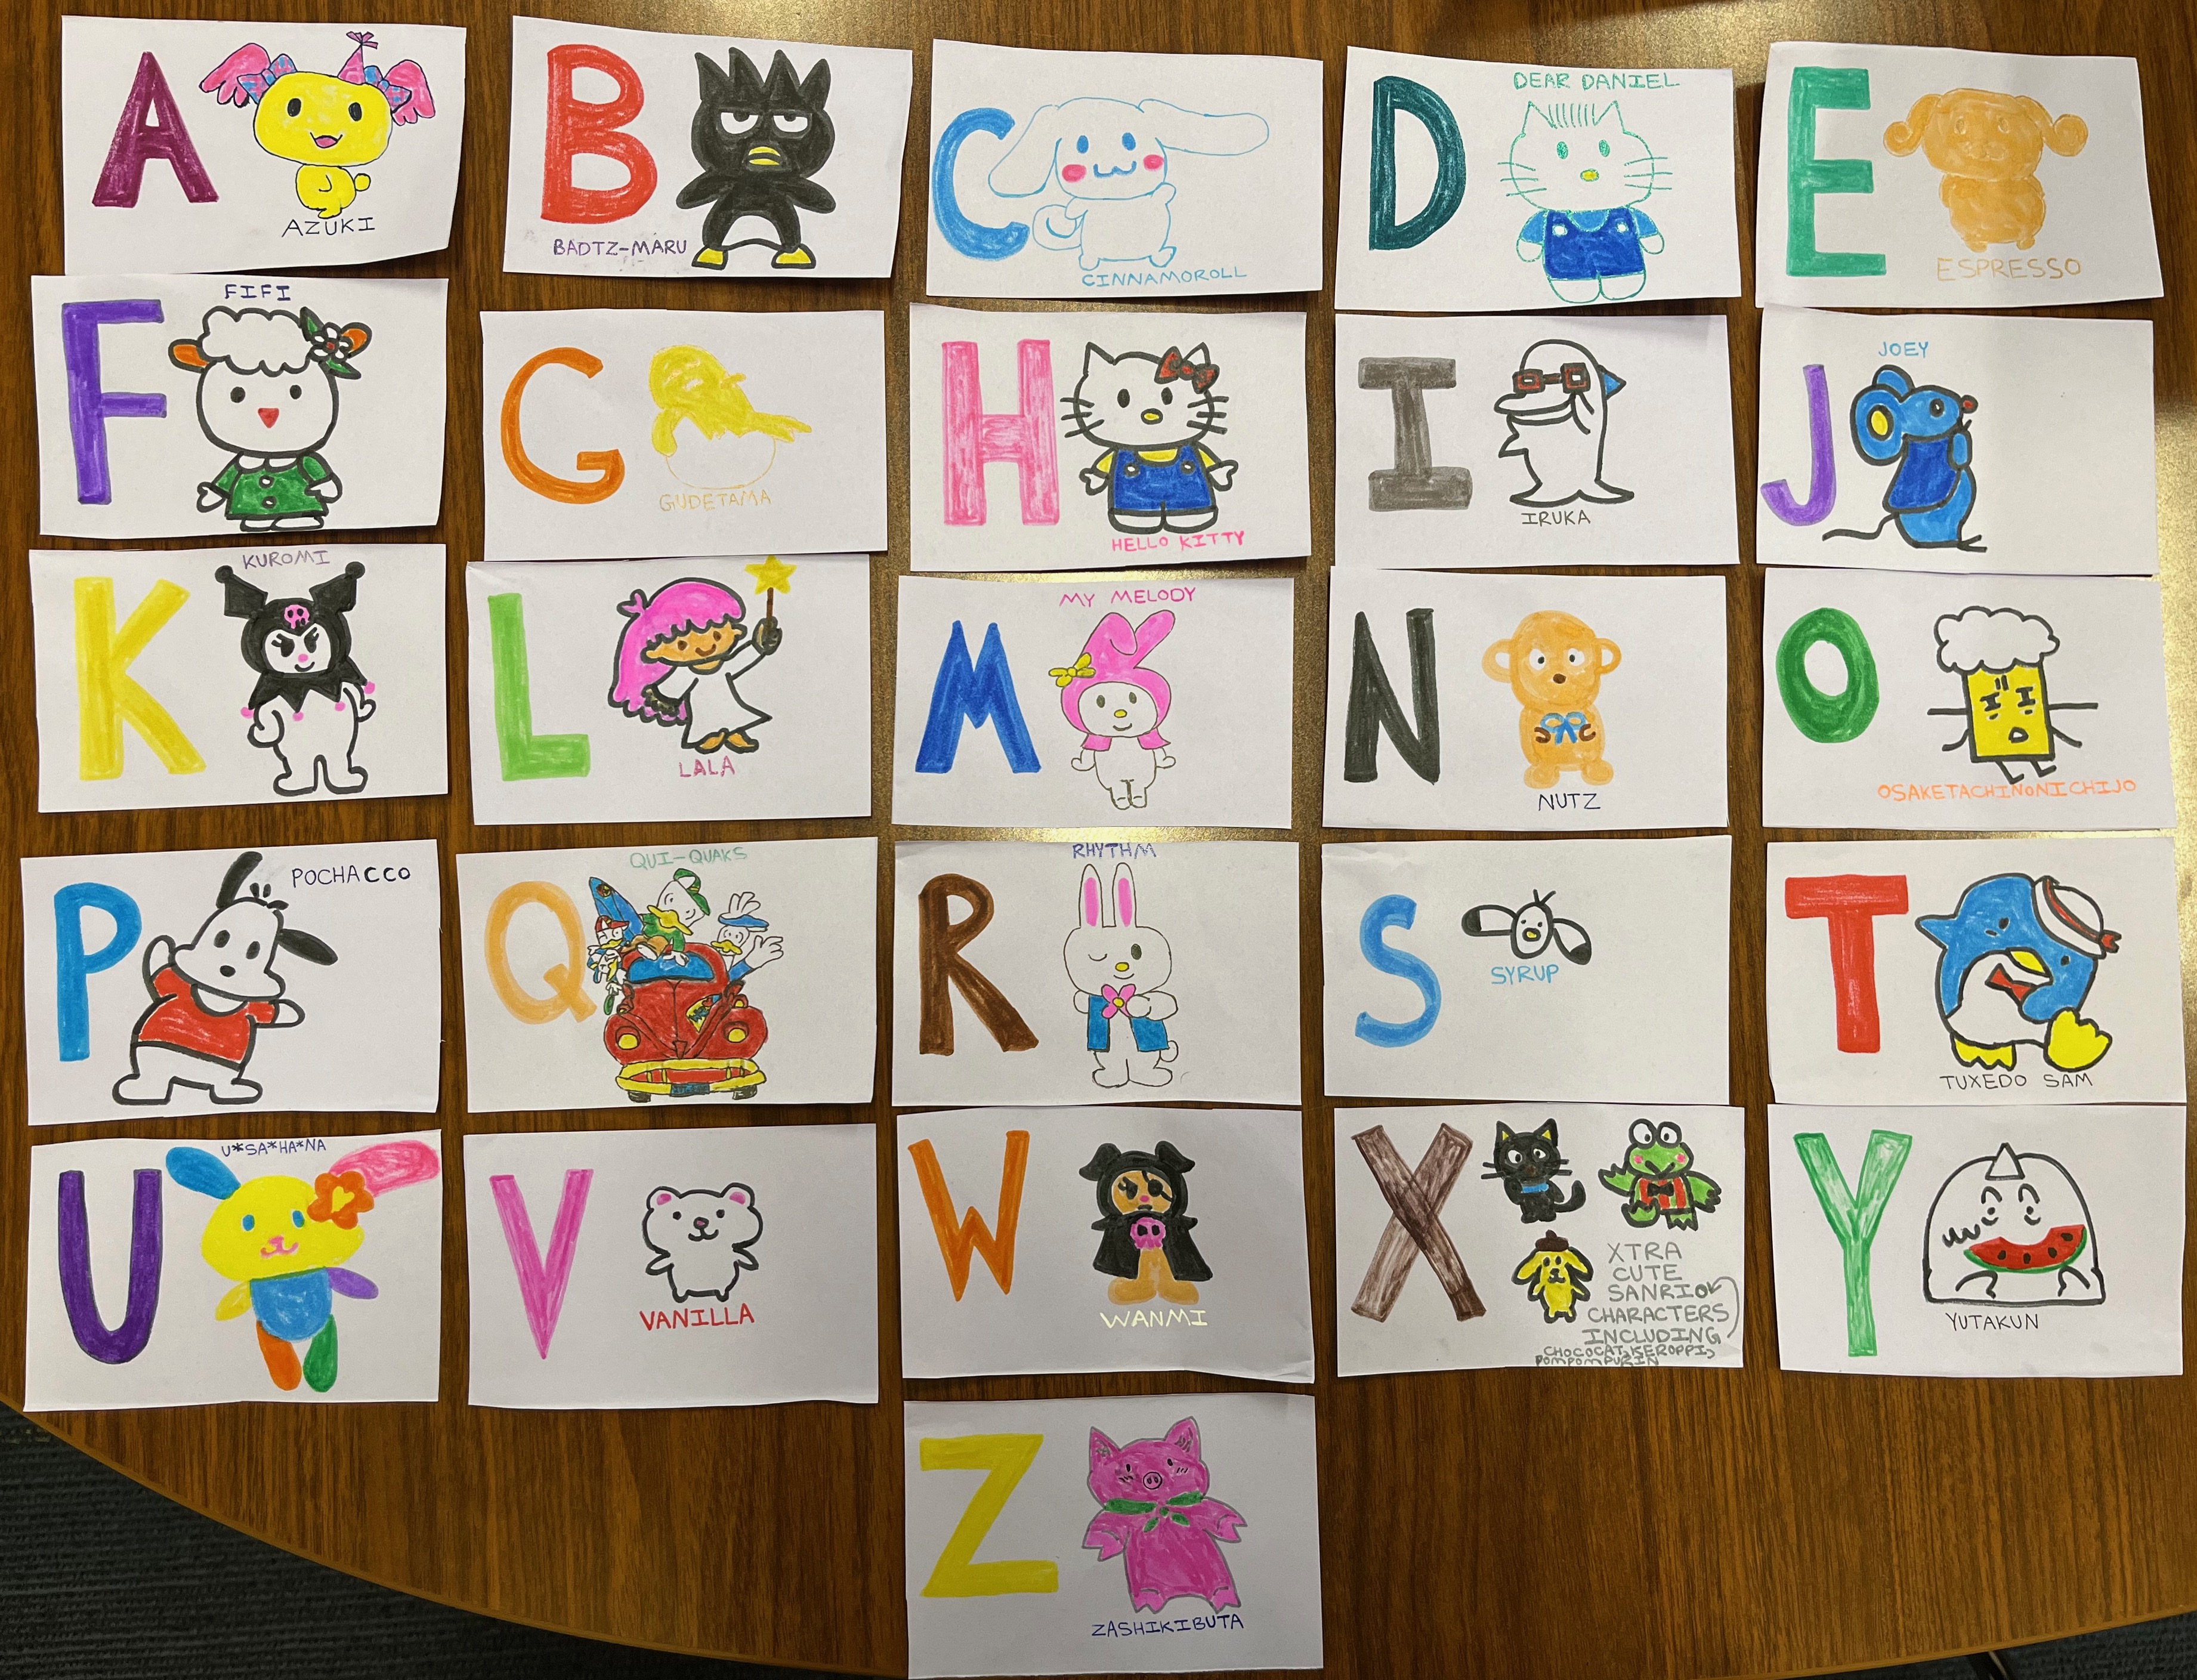 A
AZUKI
B
BADTZ-MARU
C
CINNAMOROLL
D
DEAR DANIEL
E
ESPRESSO
F
FIFI
G
GUDETAMA
H
HELLO KITTY
I
IRUKA
J
JOEY
K
KUROMI
L
LALA
M
MY MELODY
N
NUTZ
O
OSAKETACHINONICHIJO
P
POCHACCO
Q
QUI-QUAKS
R
RHYTHM
S
SYRUP
T
TUXEDO SAM
U
U*SA*HA*NA
V
VANILLA
W
WANMI
X
XTRA
CUTE
SANRIO
CHARACTERS
INCLUDING
CHOCOCAT, KEROPPI,
POMPOMPURIN
Y
YUTAKUN
Z
ZASHIKIBUTA